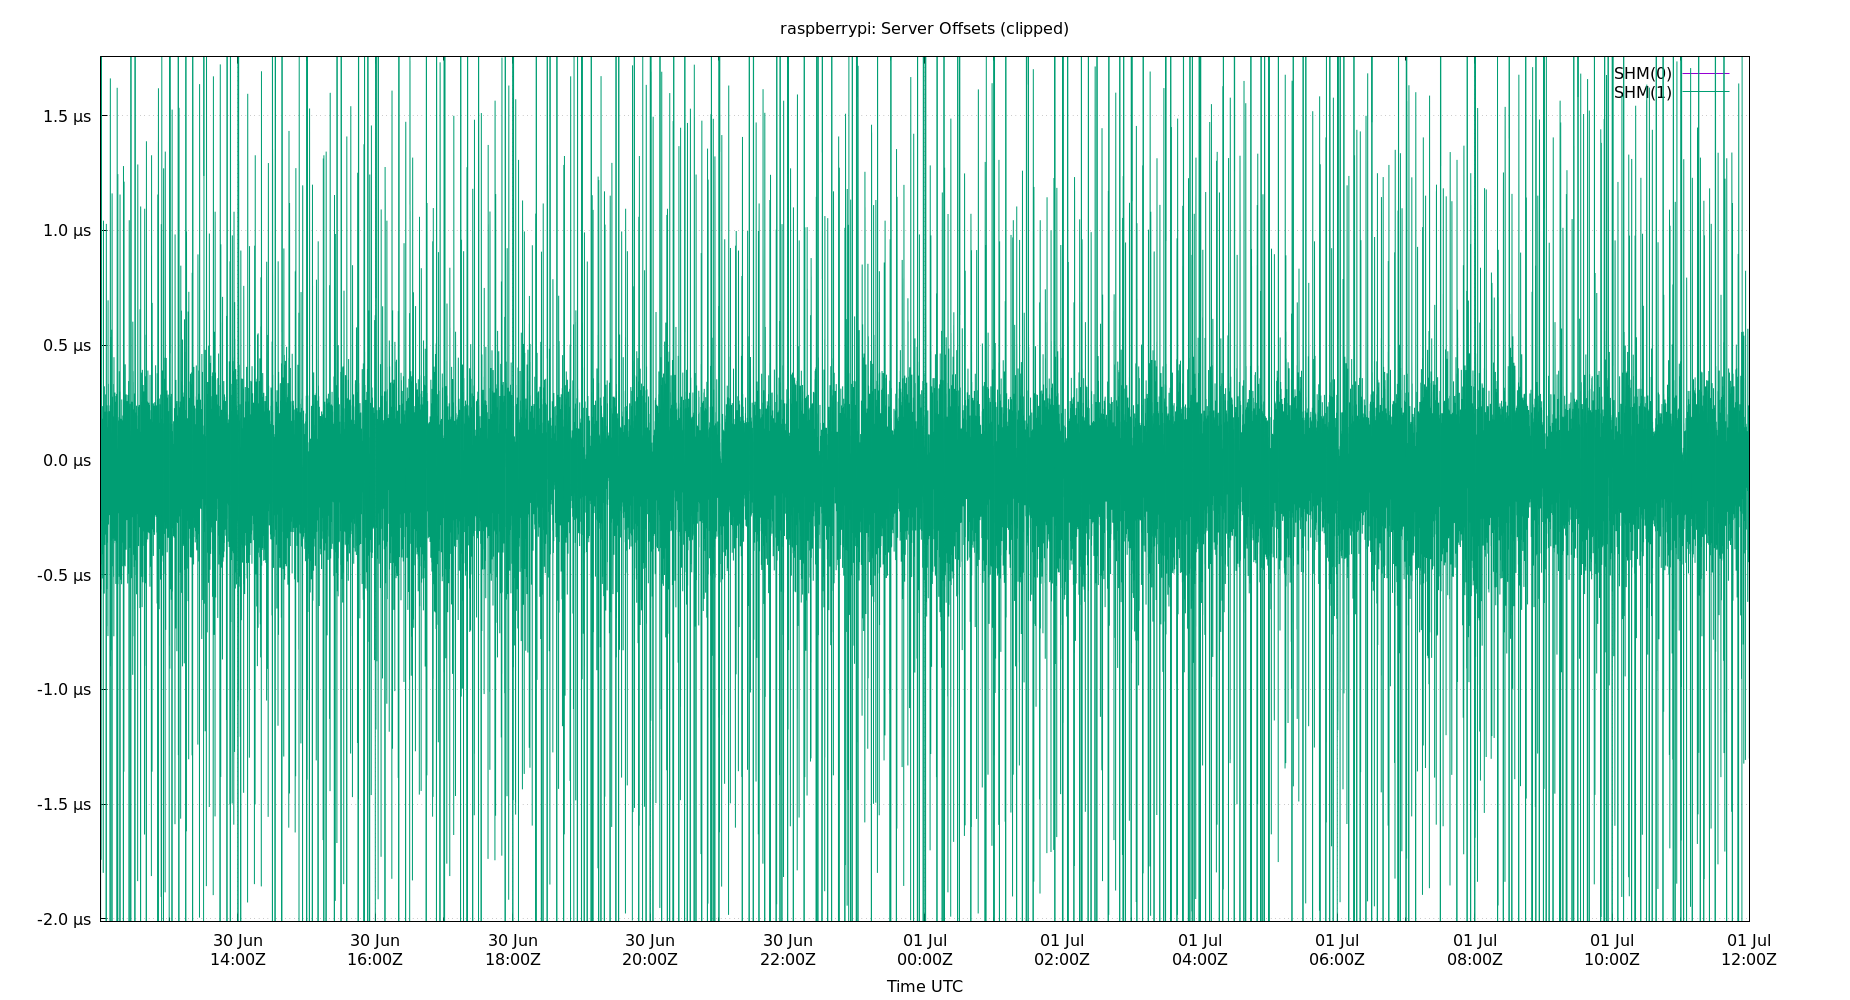 raspberrypi: Server Offsets (clipped)
SHM(0)
SHM(1)
1.5 µs
1.0 µs
0.5 µs
0.0 µs
-0.5 µs
-1.0 µs
-1.5 µs
-2.0 µs
30 Jun 30 Jun 30 Jun 30 Jun 30 Jun 01 Jul 01 Jul 01 Jul 01 Jul 01 Jul 01 Jul 01 Jul
14:00Z 16:00Z 18:00Z 20:00Z 22:00Z 00:00Z 02:00Z 04:00Z 06:00Z 08:00Z 10:00Z 12:00Z
Time UTC